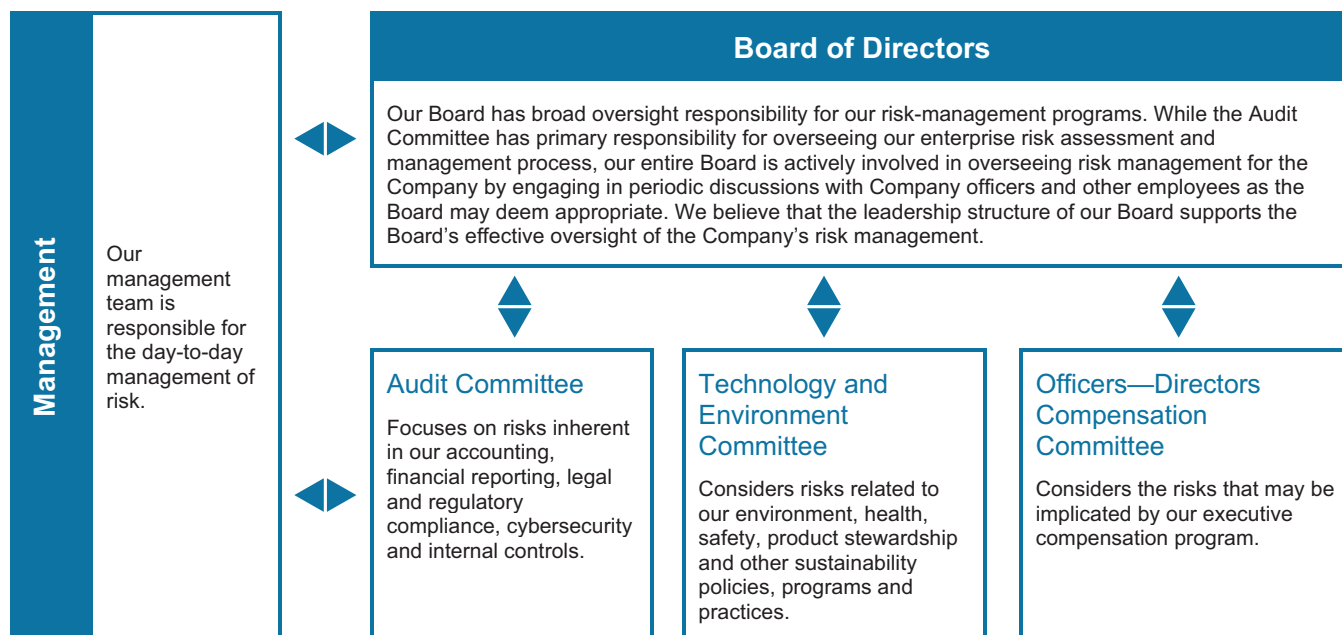 Management
Our
management
team is
responsible for
the day-to-day
management of
risk.
Board of Directors
Our Board has broad oversight responsibility for our risk-management programs. While the Audit
Committee has primary responsibility for overseeing our enterprise risk assessment and
management process, our entire Board is actively involved in overseeing risk management for the
Company by engaging in periodic discussions with Company officers and other employees as the
Board may deem appropriate. We believe that the leadership structure of our Board supports the
Board’s effective oversight of the Company’s risk management.
Audit Committee
Focuses on risks inherent
in our accounting,
financial reporting, legal
and regulatory
compliance, cybersecurity
and internal controls.
Technology and
Environment
Committee
Considers risks related to
our environment, health,
safety, product stewardship
and other sustainability
policies, programs and
practices.
Officers—Directors
Compensation
Committee
Considers the risks that may be
implicated by our executive
compensation program.